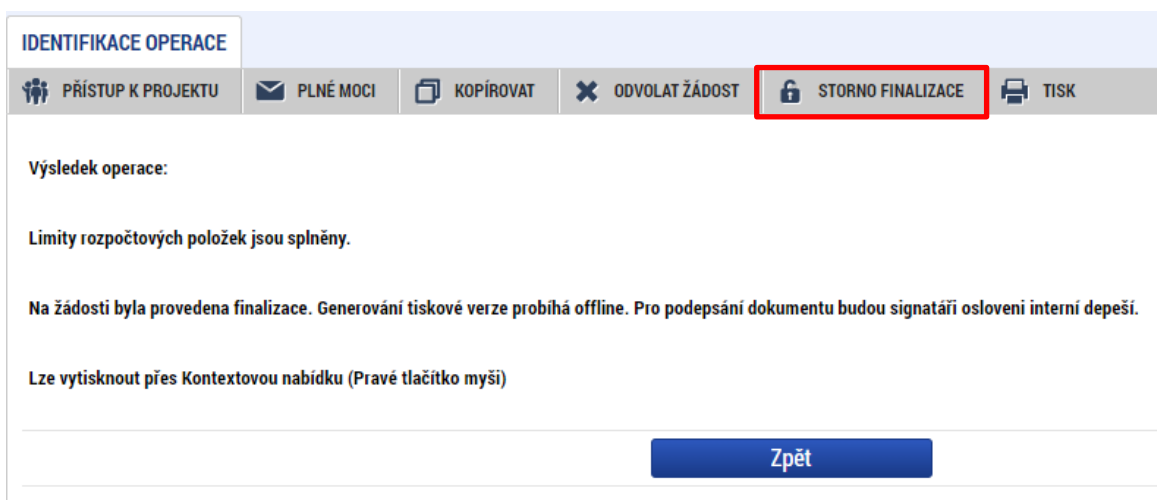 IDENTIFIKACE OPERACE
PŘÍSTUP K PROJEKTU PLNÉ MOCI KOPÍROVAT ODVOLAT ŽÁDOST STORNO FINALIZACE TISK
Výsledek operace:
Limity rozpočtových položek jsou splněny.
Na žádosti byla provedena finalizace. Generování tiskové verze probíhá offline. Pro podepsání dokumentu budou signatáři osloveni interní depeší.
Lze vytisknout přes Kontextovou nabídku (Pravé tlačítko myši)
Zpět